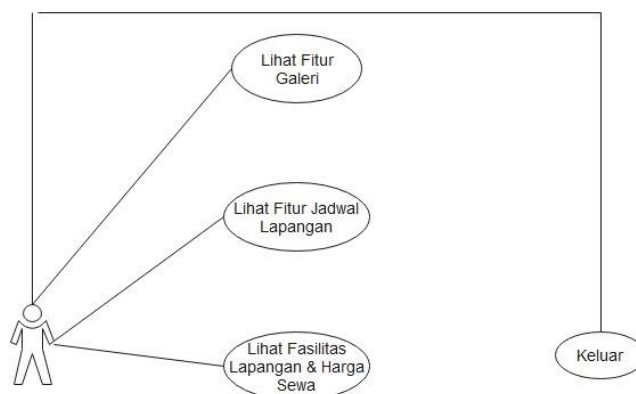 Lihat Fitur
Galeri
Lihat Fitur Jadwal
Lapangan
Lihat Fasilitas
Lapangan & Harga
Sewa
Keluar